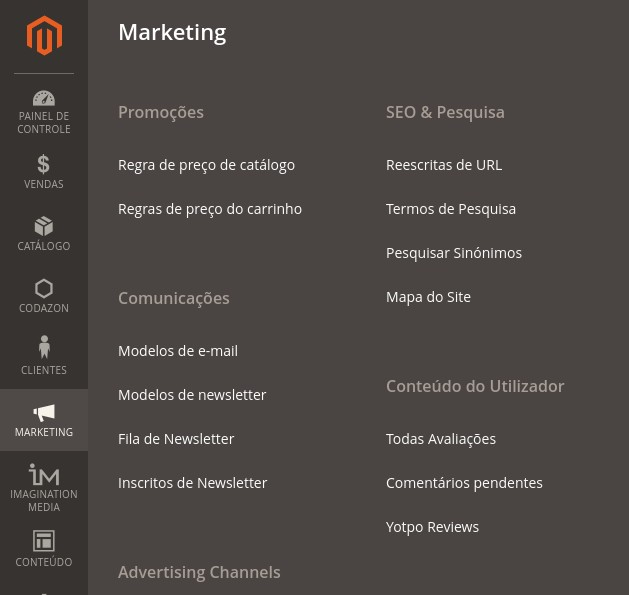 PAINEL DE
CONTROLE
VENDAS
CATÁLOGO
CODAZON
CLIENTES
MARKETING
IMAGINATION
MEDIA
CONTEÚDO
Marketing
Promoções
Regra de preço de catálogo
Regras de preço do carrinho
Comunicações
Modelos de e-mail
Modelos de newsletter
Fila de Newsletter
Inscritos de Newsletter
Advertising Channels
SEO & Pesquisa
Reescritas de URL
Termos de Pesquisa
Pesquisar Sinónimos
Mapa do Site
Conteúdo do Utilizador
Todas Avaliações
Comentários pendentes
Yotpo Reviews